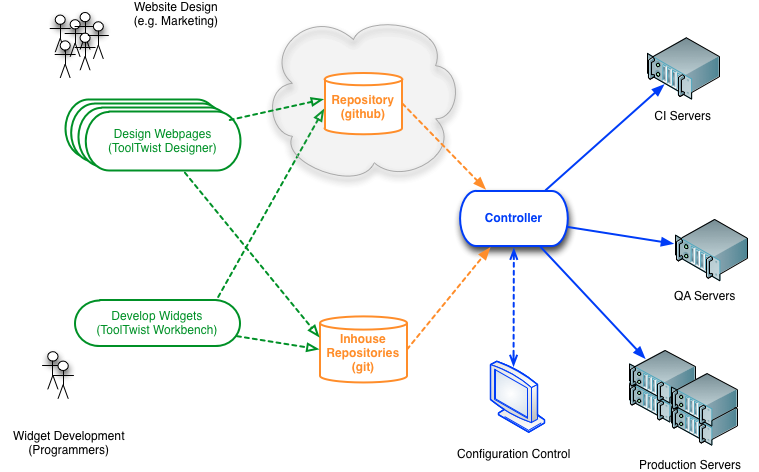 Website Design
(e.g. Marketing)
Repository
(github)
CI Servers
Design Webpages
(ToolTwist Designer)
Controller
QA Servers
Develop Widgets
(ToolTwist Workbench)
Inhouse
Repositories
(git)
Widget Development
(Programmers)
Configuration Control
Production Servers